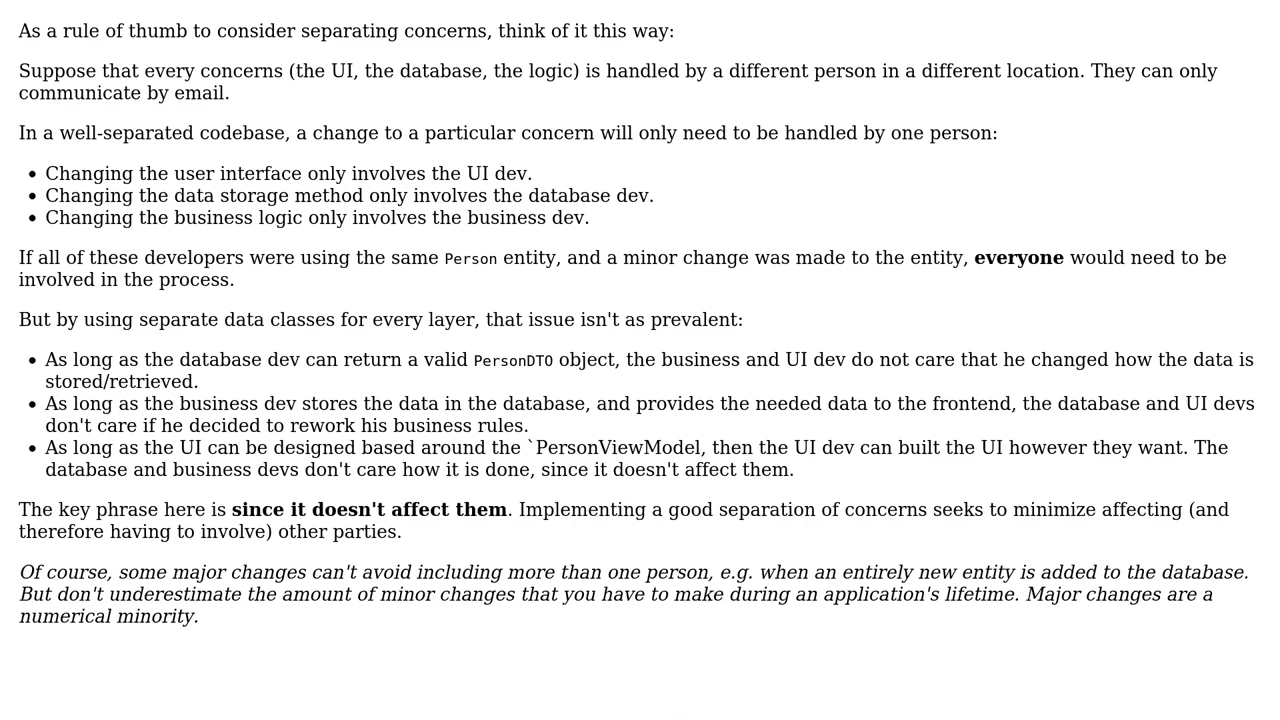 As a rule of thumb to consider separating concerns, think of it this way:
Suppose that every concerns (the UI, the database, the logic) is handled by a different person in a different location. They can only
communicate by email.
In a well-separated codebase, a change to a particular concern will only need to be handled by one person:
• Changing the user interface only involves the UI dev.
• Changing the data storage method only involves the database dev.
• Changing the business logic only involves the business dev.
If all of these developers were using the same Person entity, and a minor change was made to the entity, everyone would need to be
involved in the process.
But by using separate data classes for every layer, that issue isn't as prevalent:
• As long as the database dev can return a valid PersonDTO object, the business and UI dev do not care that he changed how the data is
stored/retrieved.
• As long as the business dev stores the data in the database, and provides the needed data to the frontend, the database and UI devs
don't care if he decided to rework his business rules.
• As long as the UI can be designed based around the `PersonViewModel, then the UI dev can built the UI however they want. The
database and business devs don't care how it is done, since it doesn't affect them.
The key phrase here is since it doesn't affect them. Implementing a good separation of concerns seeks to minimize affecting (and
therefore having to involve) other parties.
Of course, some major changes can't avoid including more than one person, e.g. when an entirely new entity is added to the database.
But don't underestimate the amount of minor changes that you have to make during an application's lifetime. Major changes are a
numerical minority.